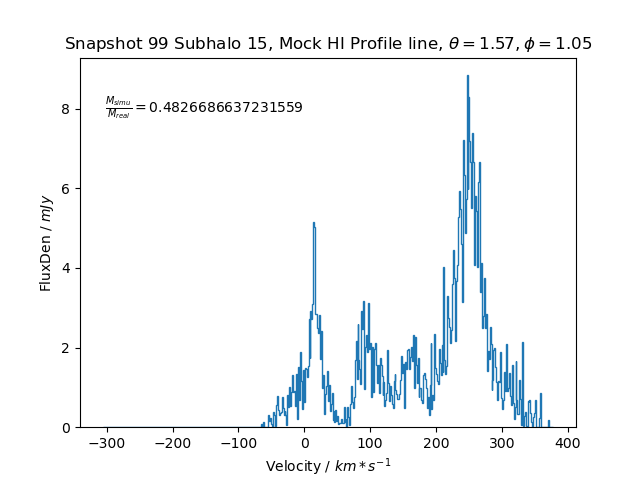 Snapshot 99 Subhalo 15, Mock HI Profile line, θ = 1.57, ϕ = 1.05
M_simu/M_real = 0.4826686637231559
FluxDen / mJy
8
6
4
2
0
−300 −200 −100 0 100 200 300 400
Velocity / km * s⁻¹